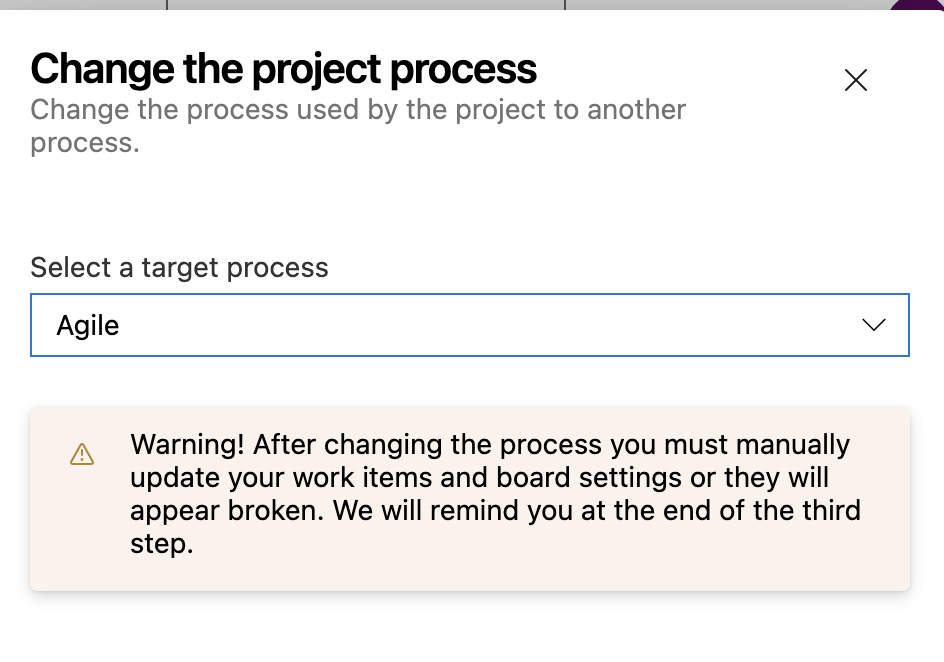 Change the project process
Change the process used by the project to another
process.
Select a target process
Agile
Warning! After changing the process you must manually
update your work items and board settings or they will
appear broken. We will remind you at the end of the third
step.